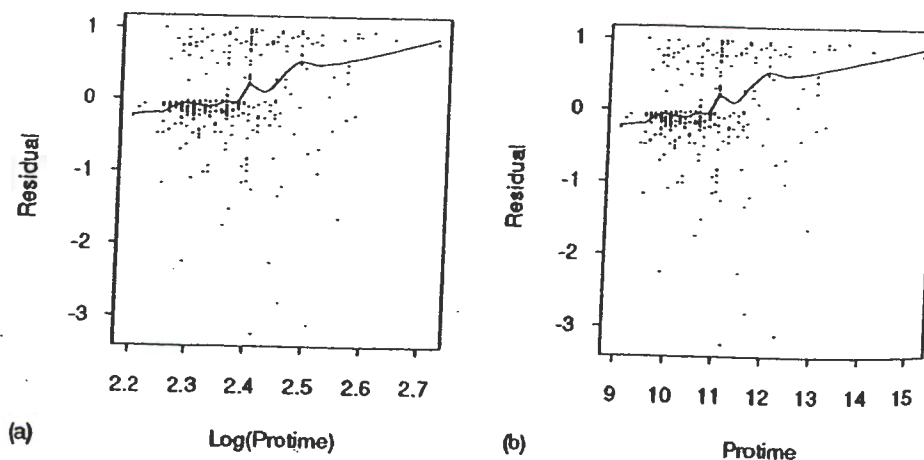 1
0
-1
-2
-3
Residual
2.2 2.3 2.4 2.5 2.6 2.7
(a)
Log(Protime)
1
0
-1
-2
-3
Residual
9 10 11 12 13 14 15
(b)
Protime